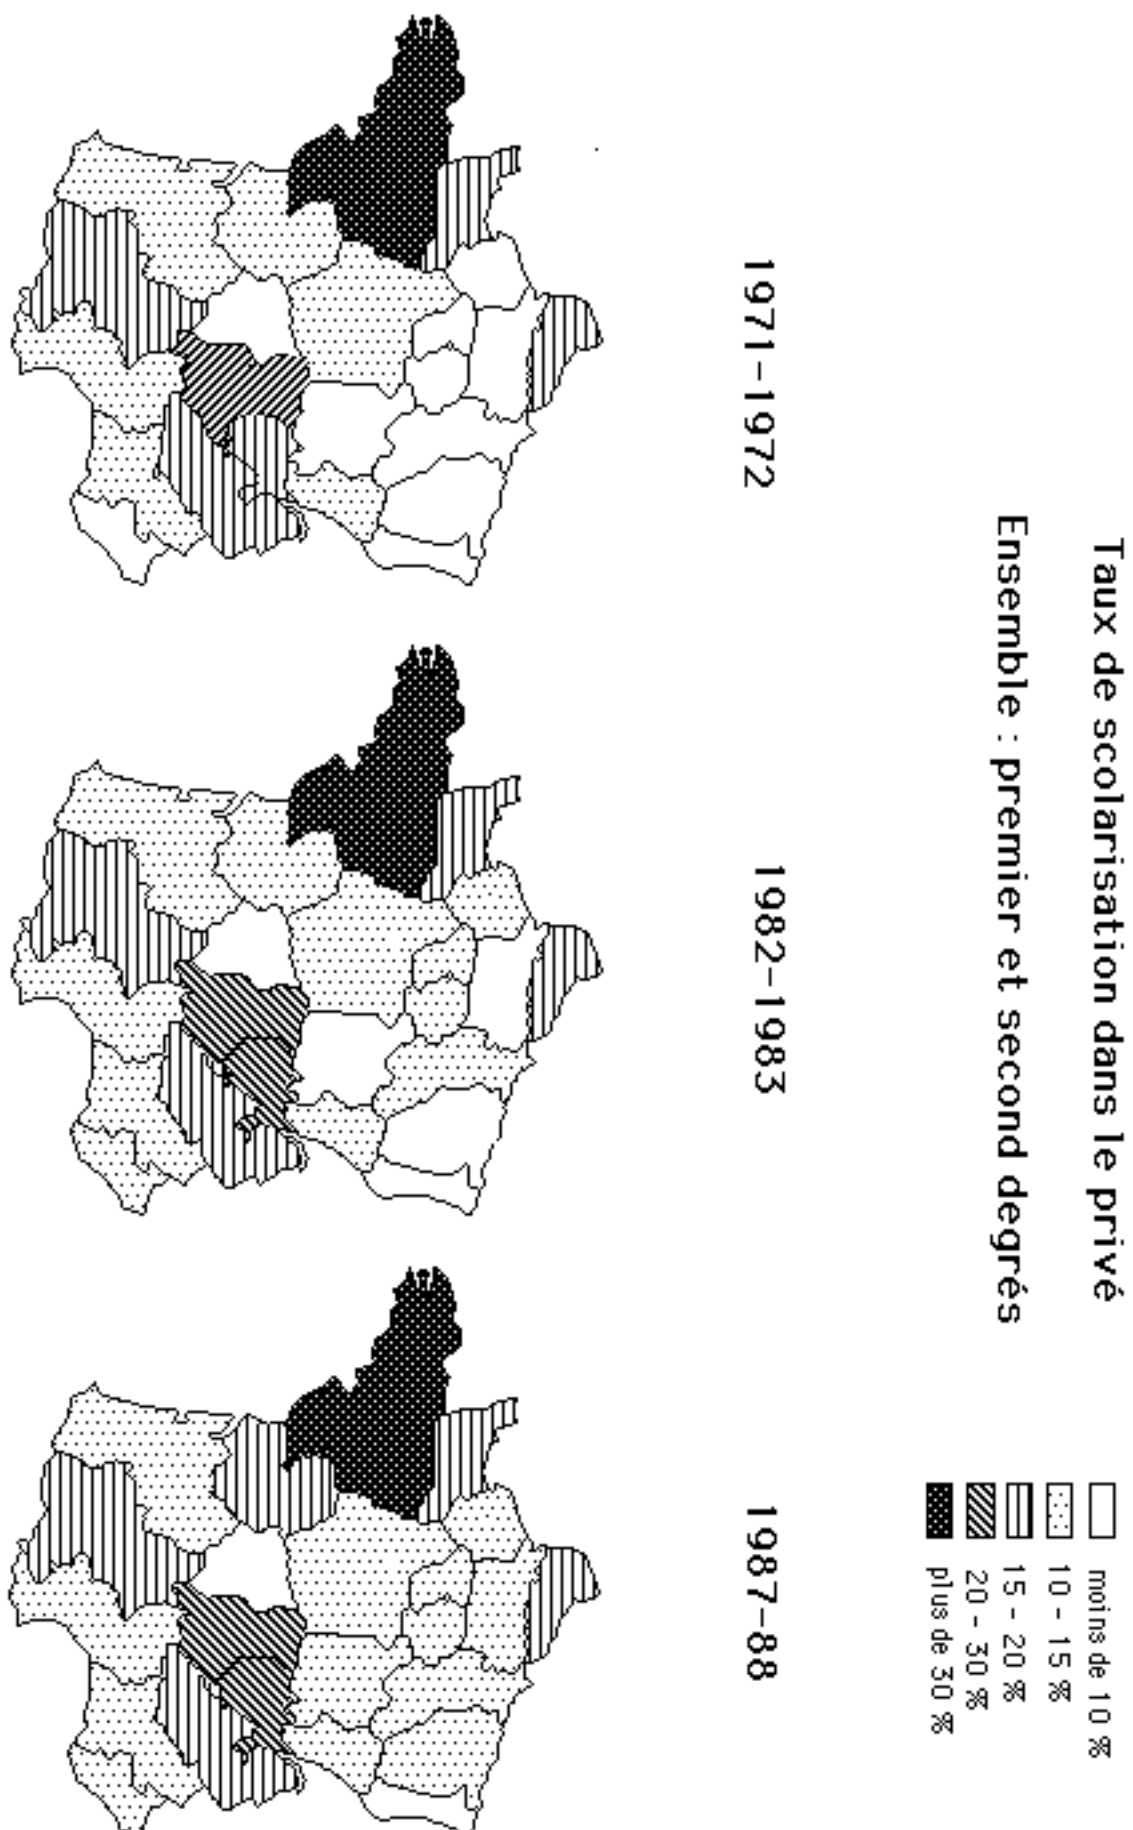 Taux de scolarisation dans le privé
Ensemble : premier et second degrés
moins de 10 %
10 - 15 %
15 - 20 %
20 - 30 %
plus de 30 %
1971-1972
1982-1983
1987-88